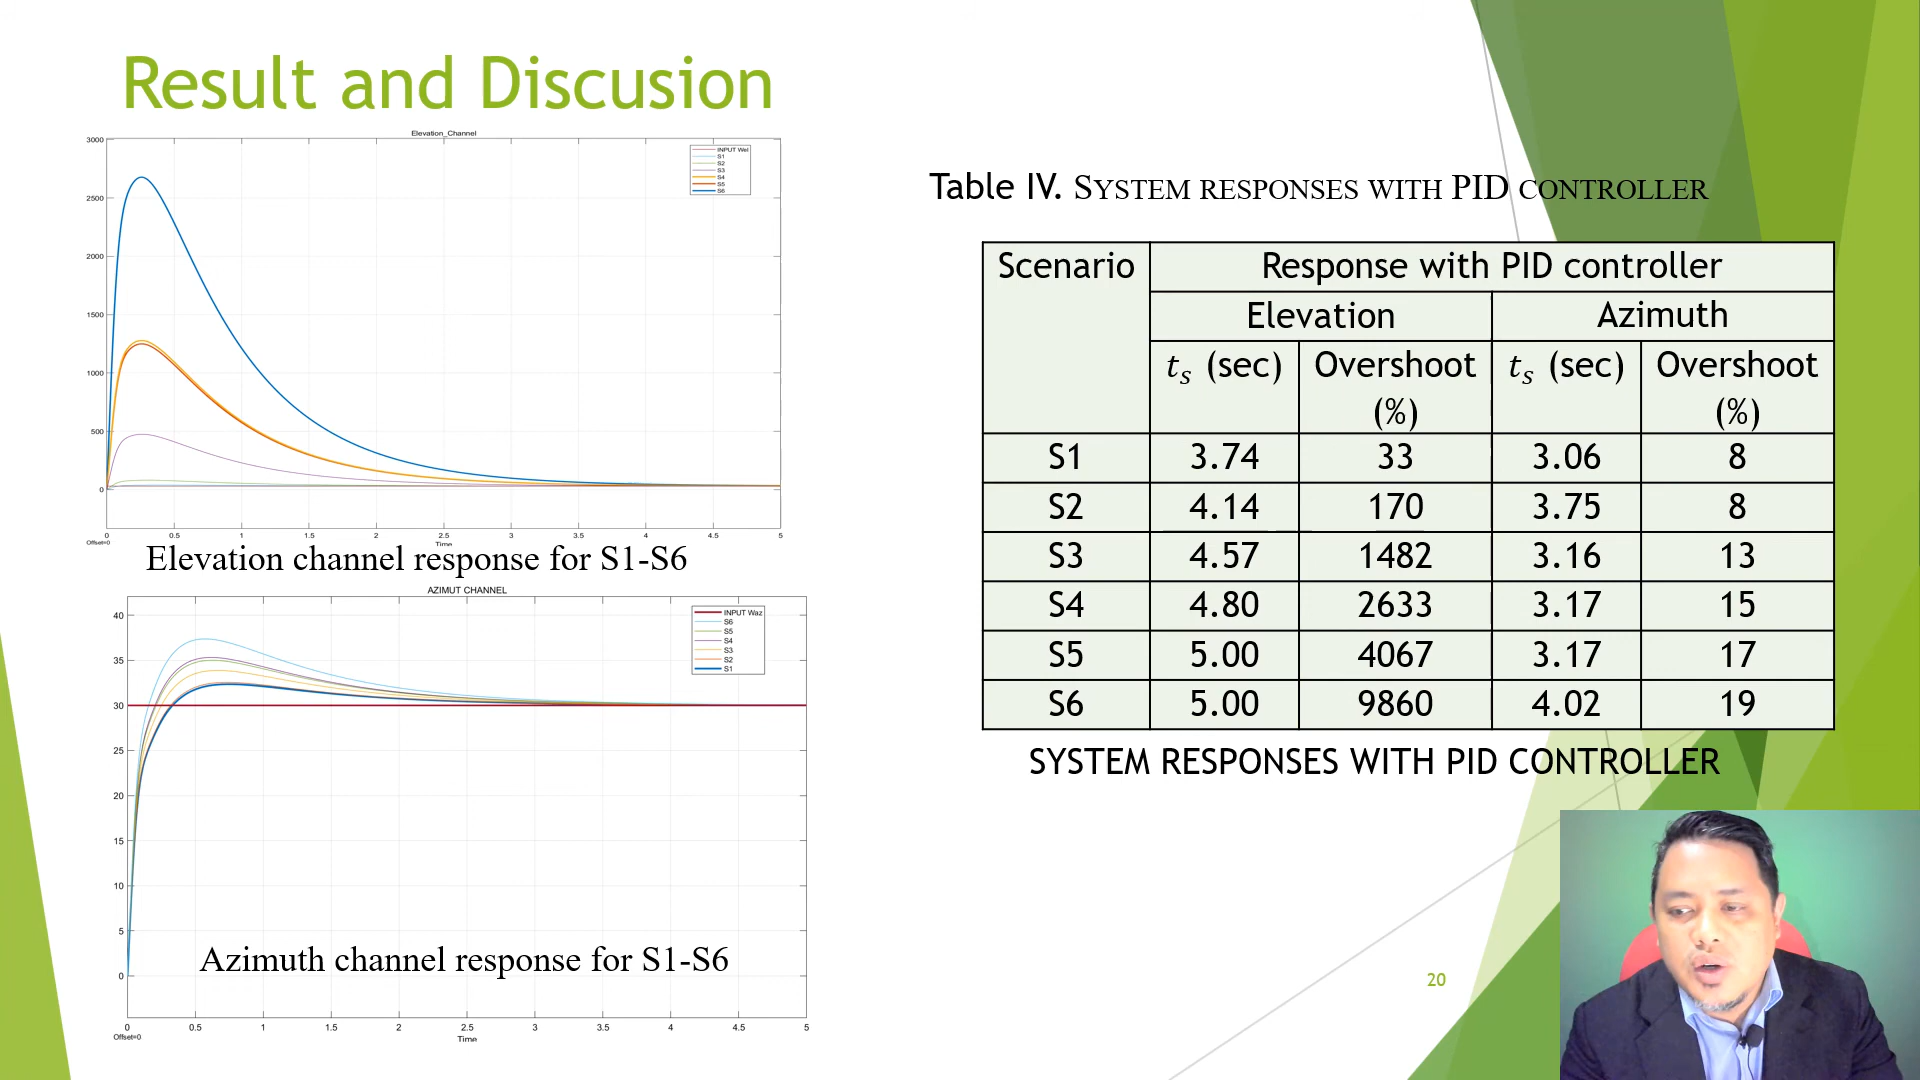 Result and Discusion
Elevation_Channel
3000
2500
2000
1500
1000
500
0
INPUT Wel
S1
S2
S3
S4
S5
S6
0 0.5 1 1.5 2 2.5 3 3.5 4 4.5 5
Offset=0
Time
Elevation channel response for S1-S6
AZIMUT CHANNEL
40
35
30
25
20
15
10
5
0
INPUT Waz
S6
S5
S4
S3
S2
S1
Azimuth channel response for S1-S6
0 0.5 1 1.5 2 2.5 3 3.5 4 4.5 5
Offset=0
Time
Table IV. SYSTEM RESPONSES WITH PID CONTROLLER
Scenario Response with PID controller
Elevation Azimuth
tₛ (sec) Overshoot (%) tₛ (sec) Overshoot (%)
S1 3.74 33 3.06 8
S2 4.14 170 3.75 8
S3 4.57 1482 3.16 13
S4 4.80 2633 3.17 15
S5 5.00 4067 3.17 17
S6 5.00 9860 4.02 19
SYSTEM RESPONSES WITH PID CONTROLLER
20